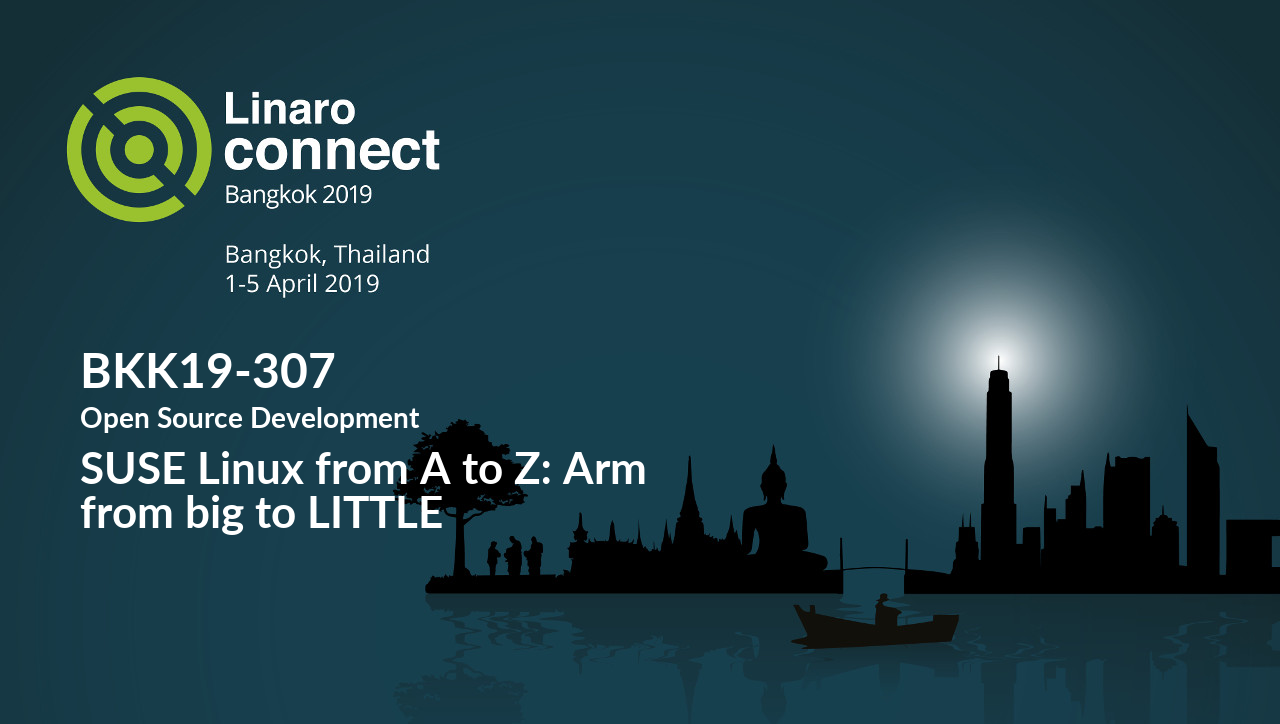 Linaro
connect
Bangkok 2019
Bangkok, Thailand
1-5 April 2019
BKK19-307
Open Source Development
SUSE Linux from A to Z: Arm
from big to LITTLE